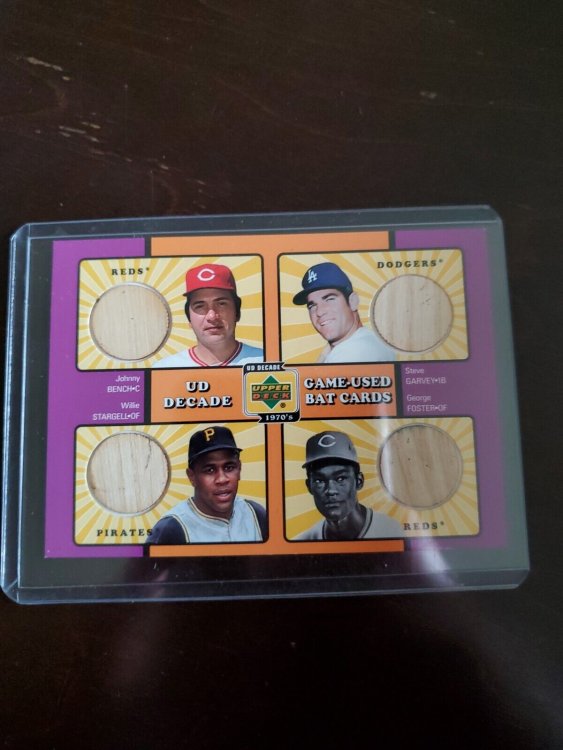 REDS*
DODGERS*
C
LA
Johnny
BENCH•C
Willie
STARGELL•OF
UD
DECADE
UD DECADE
UPPER
DECK
®
1970's
GAME-USED
BAT CARDS
Steve
GARVEY•1B
George
FOSTER•OF
P
C
PIRATES
REDS*